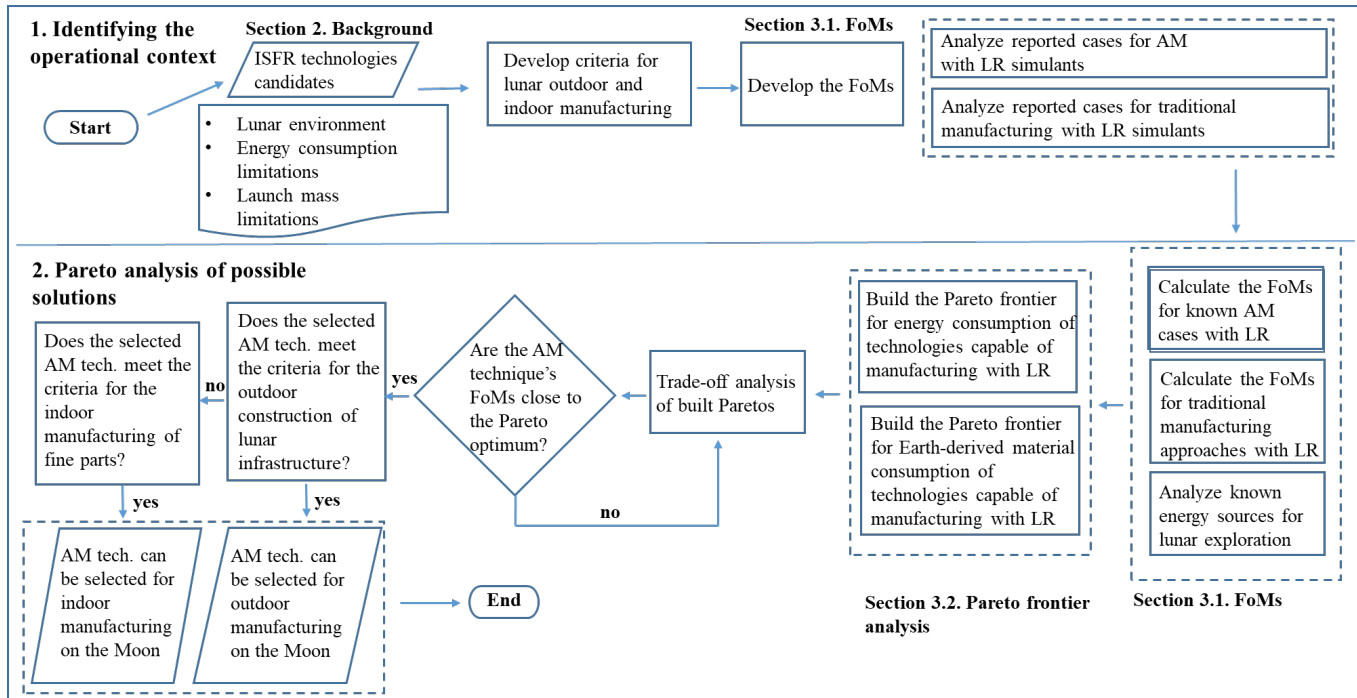 1. Identifying the
operational context
Start
Section 2. Background
ISFR technologies
candidates
• Lunar environment
• Energy consumption
limitations
• Launch mass
limitations
Develop criteria for
lunar outdoor and
indoor manufacturing
Section 3.1. FoMs
Develop the FoMs
Analyze reported cases for AM
with LR simulants
Analyze reported cases for traditional
manufacturing with LR simulants
2. Pareto analysis of possible
solutions
Does the selected
AM tech. meet the
criteria for the
indoor
manufacturing of
fine parts?
no
Does the selected
AM tech. meet
the criteria for the
outdoor
construction of
lunar
infrastructure?
yes
Are the AM
technique's
FoMs close to
the Pareto
optimum?
no
Trade-off analysis
of built Paretos
Build the Pareto frontier
for energy consumption of
technologies capable of
manufacturing with LR
Build the Pareto frontier
for Earth-derived material
consumption of
technologies capable of
manufacturing with LR
Section 3.2. Pareto frontier
analysis
Calculate the FoMs
for known AM
cases with LR
Calculate the FoMs
for traditional
manufacturing
approaches with LR
Analyze known
energy sources for
lunar exploration
Section 3.1. FoMs
yes
yes
AM tech. can
be selected for
indoor
manufacturing
on the Moon
AM tech. can
be selected for
outdoor
manufacturing
on the Moon
End